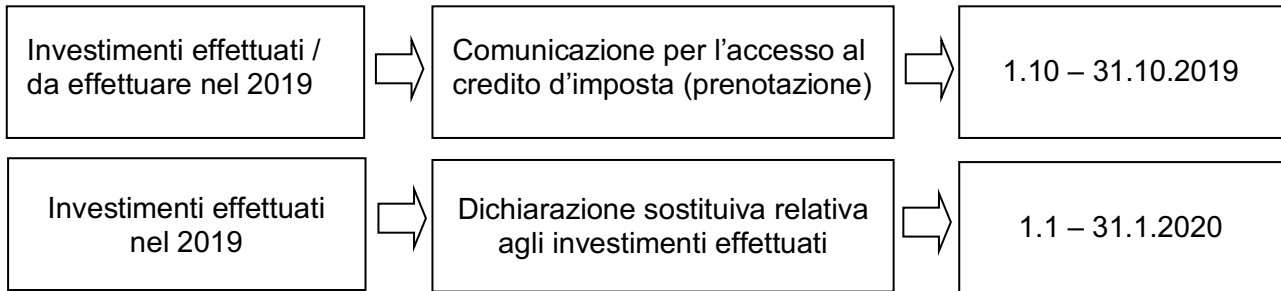 Investimenti effettuati /
da effettuare nel 2019
Comunicazione per l’accesso al
credito d’imposta (prenotazione)
1.10 – 31.10.2019
Investimenti effettuati
nel 2019
Dichiarazione sostituiva relativa
agli investimenti effettuati
1.1 – 31.1.2020